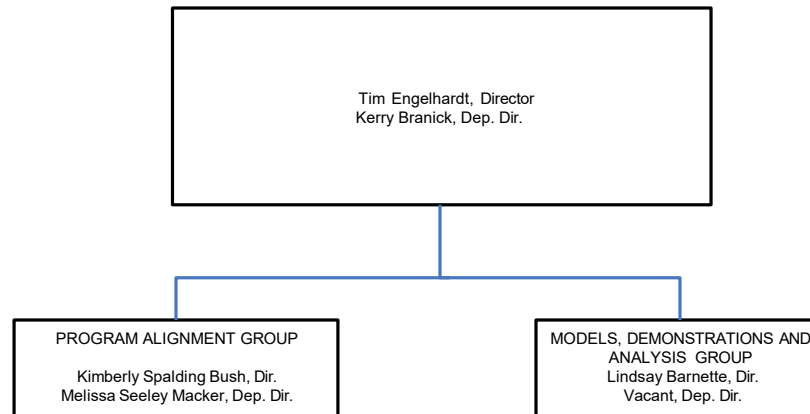 Tim Engelhardt, Director
Kerry Branick, Dep. Dir.
PROGRAM ALIGNMENT GROUP
Kimberly Spalding Bush, Dir.
Melissa Seeley Macker, Dep. Dir.
MODELS, DEMONSTRATIONS AND
ANALYSIS GROUP
Lindsay Barnette, Dir.
Vacant, Dep. Dir.